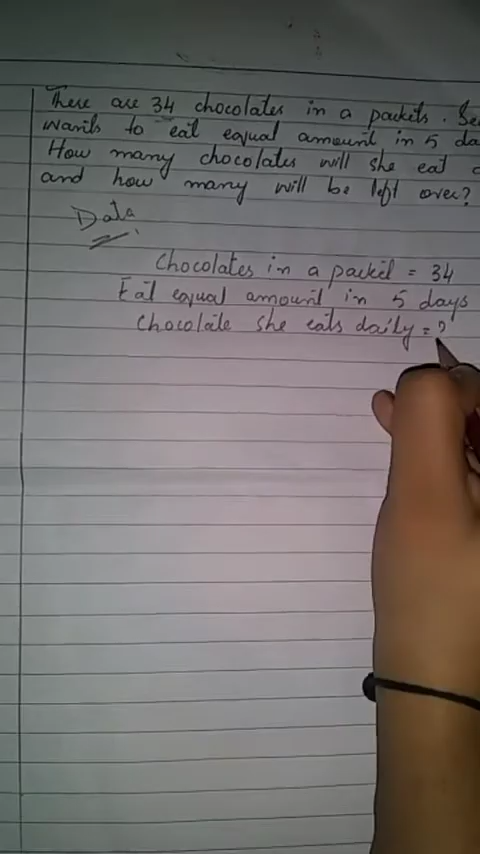 There are 34 chocolates in a packets.
wants to eat equal amount in 5
How many chocolates will she eat
and how many will be left over?
Data
Chocolates in a packet = 34
Eat equal amount in 5 days
Chocolate she eats daily = ?